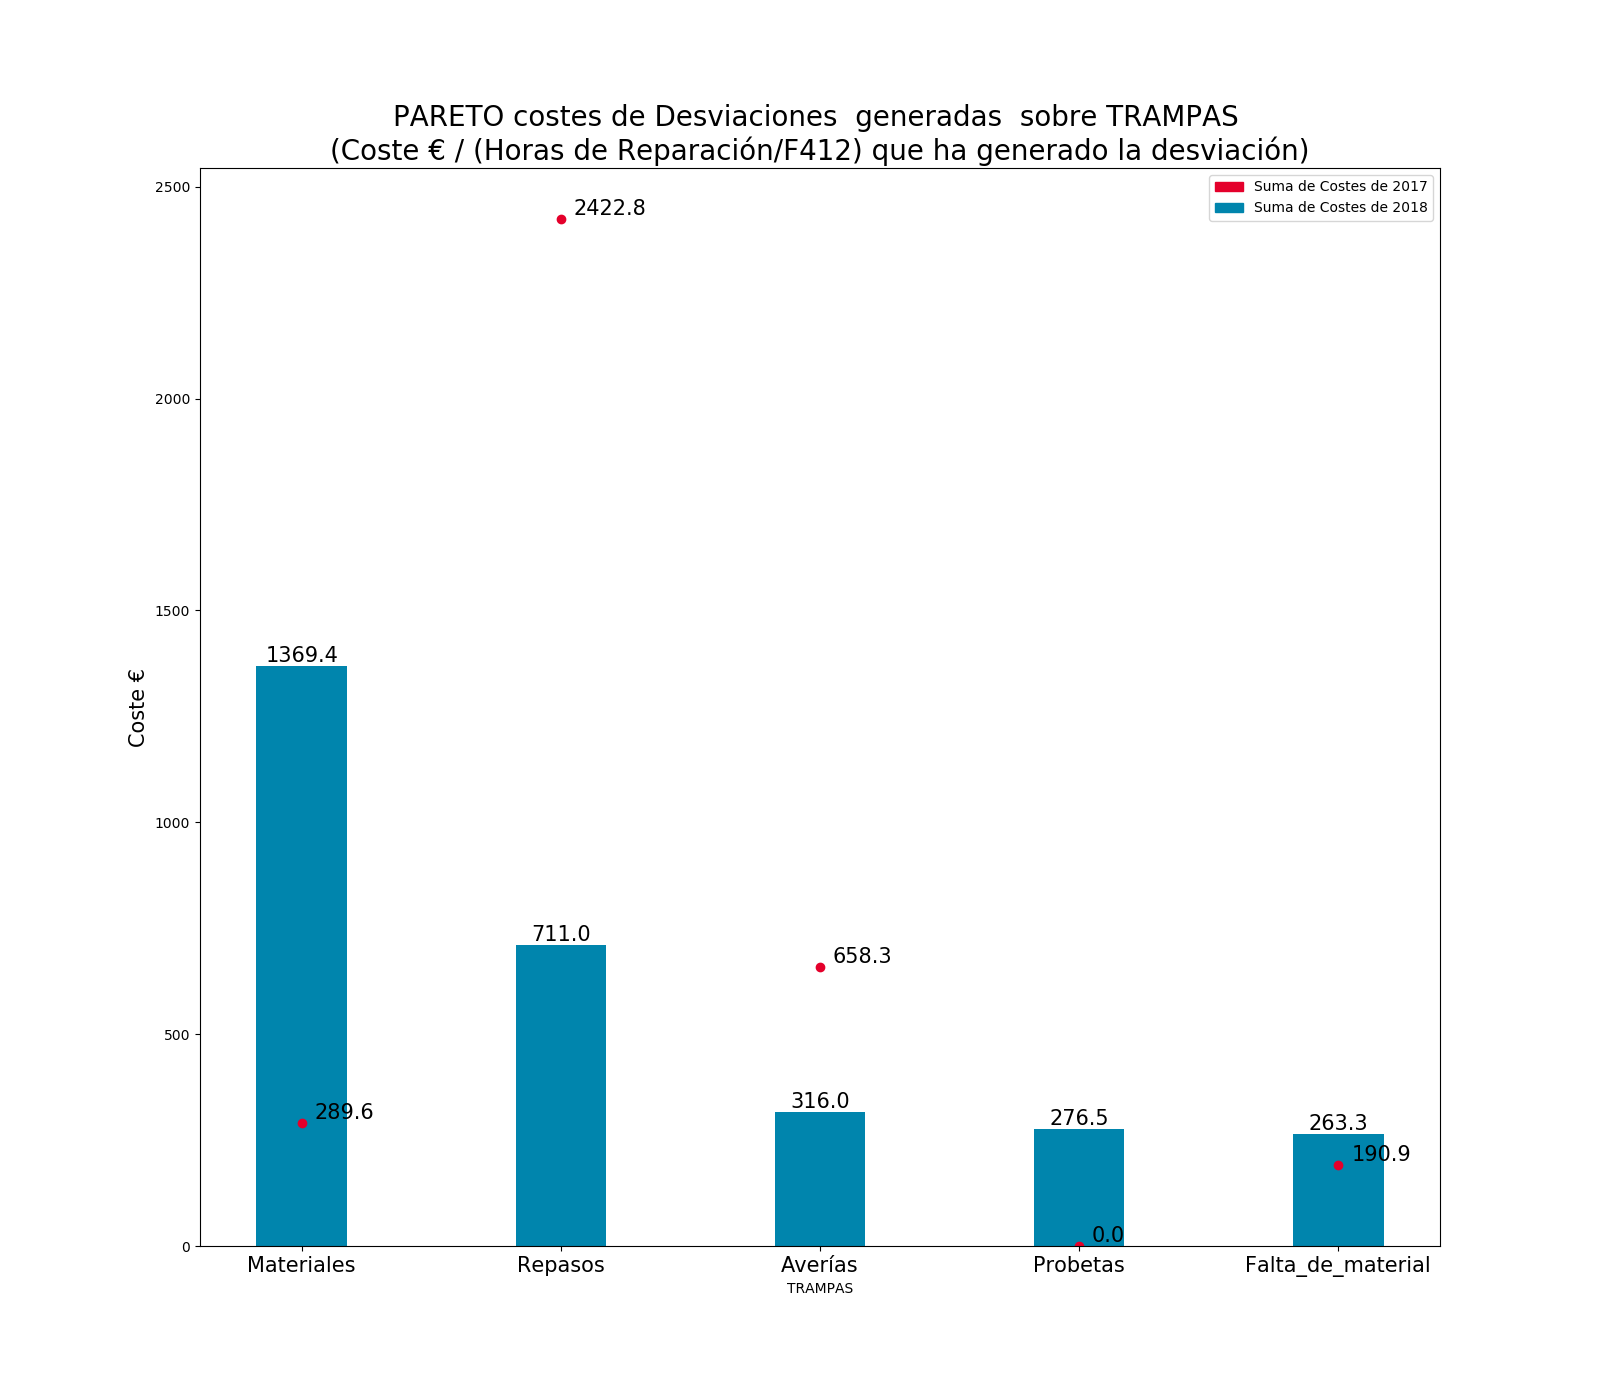 PARETO costes de Desviaciones  generadas  sobre TRAMPAS
(Coste € / (Horas de Reparación/F412) que ha generado la desviación)
Suma de Costes de 2017
Suma de Costes de 2018
Coste €
2500
2000
1500
1000
500
0
2422.8
1369.4
711.0
658.3
289.6
316.0
276.5
263.3
190.9
0.0
Materiales
Repasos
Averías
Probetas
Falta_de_material
TRAMPAS